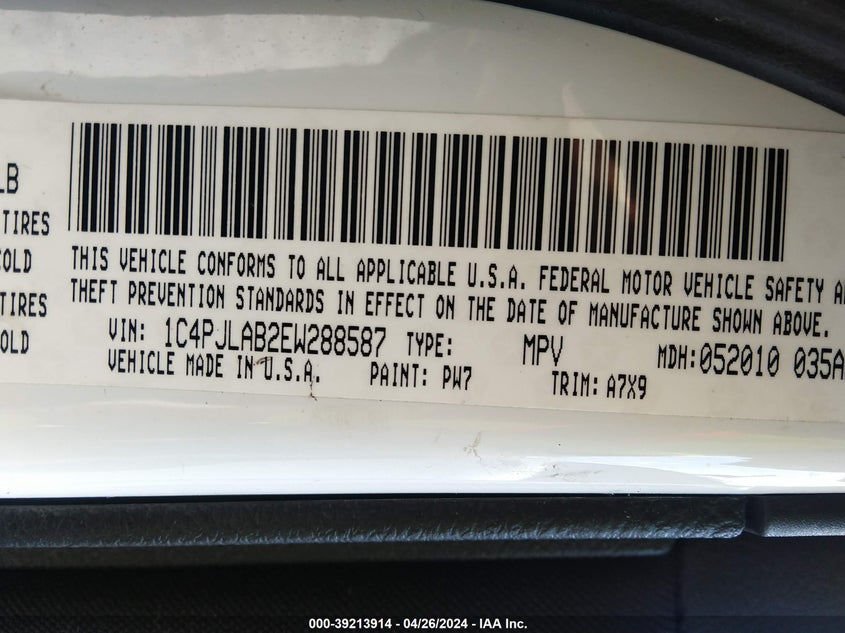 LB
TIRES
COLD
TIRES
OLD
THIS VEHICLE CONFORMS TO ALL APPLICABLE U.S.A. FEDERAL MOTOR VEHICLE SAFETY A
THEFT PREVENTION STANDARDS IN EFFECT ON THE DATE OF MANUFACTURE SHOWN ABOVE.
VIN: 1C4PJLAB2EW288587 TYPE: MPV MDH:052010 035A
VEHICLE MADE IN U.S.A. PAINT: PW7 TRIM: A7X9
000-39213914 - 04/26/2024 - IAA Inc.